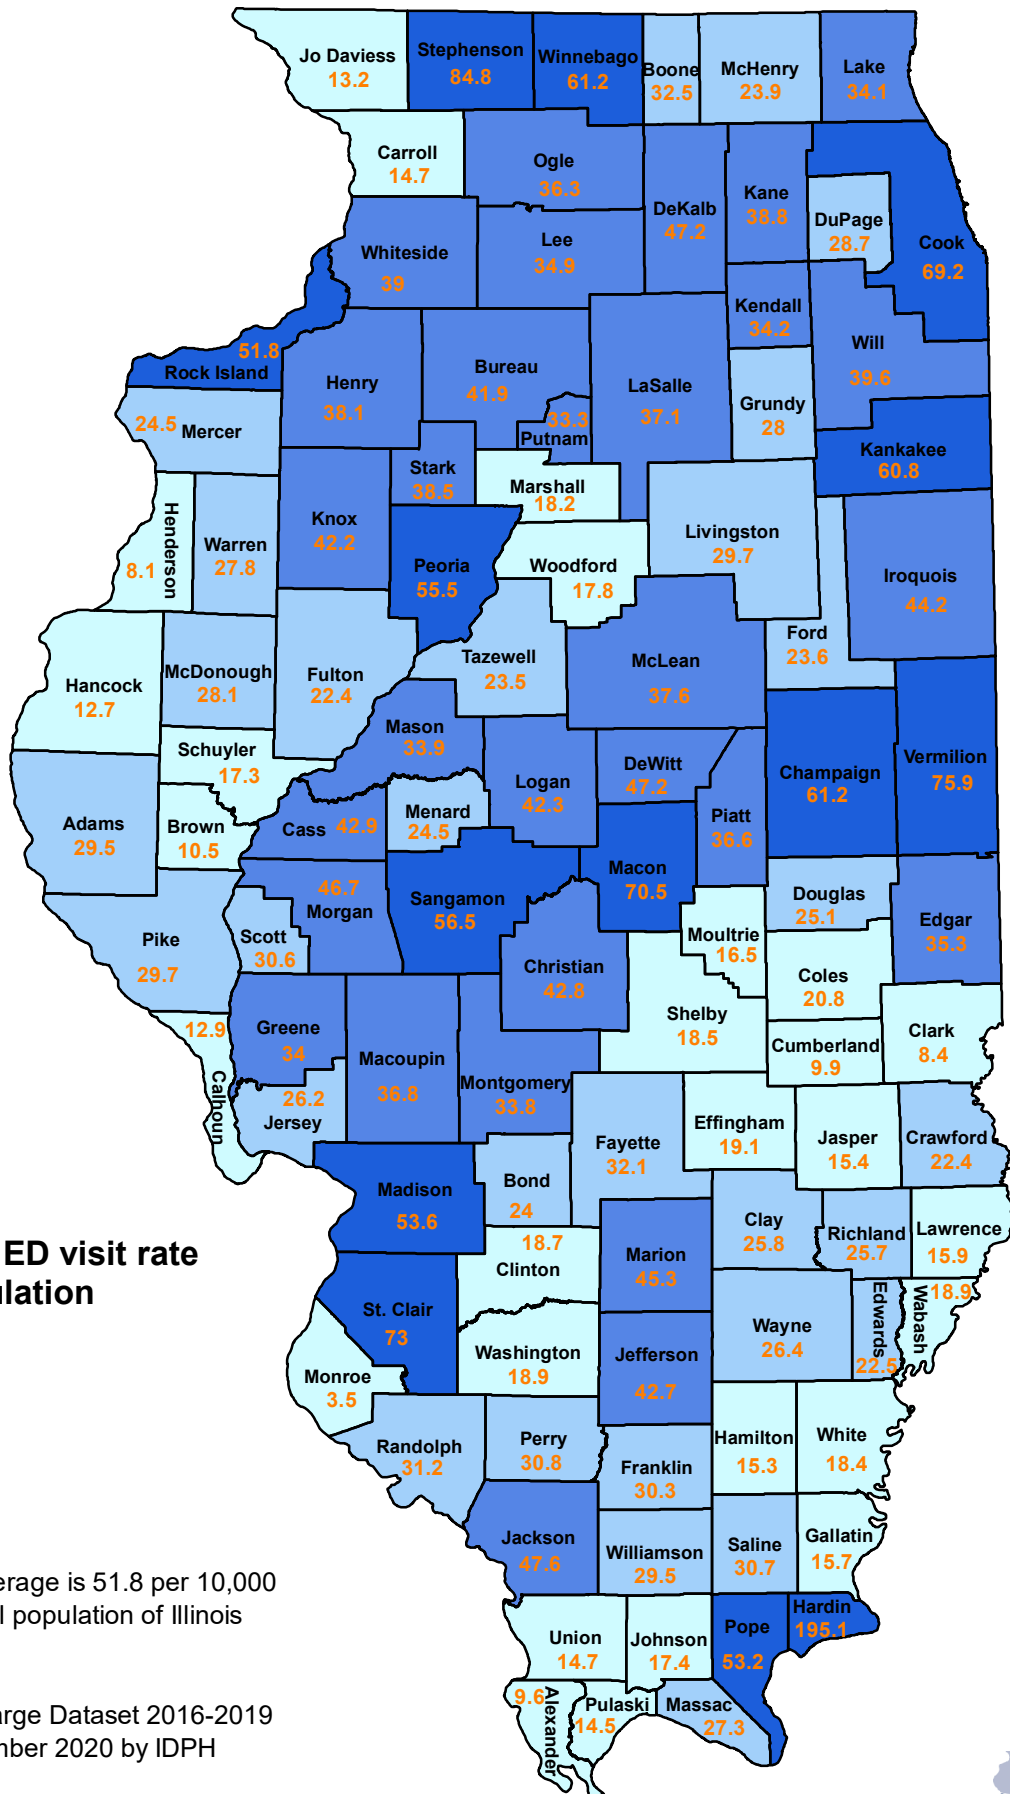 Jo Daviess
13.2
Stephenson
84.8
Winnebago
61.2
Boone
32.5
McHenry
23.9
Lake
34.1
Carroll
14.7
Ogle
36.3
DeKalb
47.2
Kane
38.8
DuPage
28.7
Cook
69.2
Whiteside
39
Lee
34.9
Kendall
34.2
Will
39.6
51.8
Rock Island
Henry
38.1
Bureau
41.9
33.3
Putnam
LaSalle
37.1
Grundy
28
Kankakee
60.8
24.5 Mercer
Stark
38.5
Marshall
18.2
Henderson
8.1
Warren
27.8
Knox
42.2
Peoria
55.5
Woodford
17.8
Livingston
29.7
Iroquois
44.2
Ford
23.6
Hancock
12.7
McDonough
28.1
Fulton
22.4
Tazewell
23.5
McLean
37.6
Schuyler
17.3
Mason
33.9
Logan
42.3
DeWitt
47.2
Champaign
61.2
Vermilion
75.9
Adams
29.5
Brown
10.5
Cass 42.9
Menard
24.5
Piatt
36.6
Macon
70.5
46.7
Morgan
Sangamon
56.5
Douglas
25.1
Edgar
35.3
Pike
29.7
Scott
30.6
Christian
42.8
Moultrie
16.5
Coles
20.8
Shelby
18.5
12.9
Calhoun
Greene
34
Macoupin
36.8
Montgomery
33.8
Cumberland
9.9
Clark
8.4
26.2
Jersey
Fayette
32.1
Effingham
19.1
Jasper
15.4
Crawford
22.4
Madison
53.6
Bond
24
Clay
25.8
Richland
25.7
Lawrence
15.9
ED visit rate
ulation
18.7
Clinton
Marion
45.3
St. Clair
73
Wayne
26.4
Edwards
22.5
Wabash
18.9
Washington
18.9
Jefferson
42.7
Monroe
3.5
Randolph
31.2
Perry
30.8
Franklin
30.3
Hamilton
15.3
White
18.4
Jackson
47.6
Williamson
29.5
Saline
30.7
Gallatin
15.7
erage is 51.8 per 10,000
l population of Illinois
Union
14.7
Johnson
17.4
Pope
53.2
Hardin
195.1
9.6
Alexander
Pulaski
14.5
Massac
27.3
arge Dataset 2016-2019
mber 2020 by IDPH